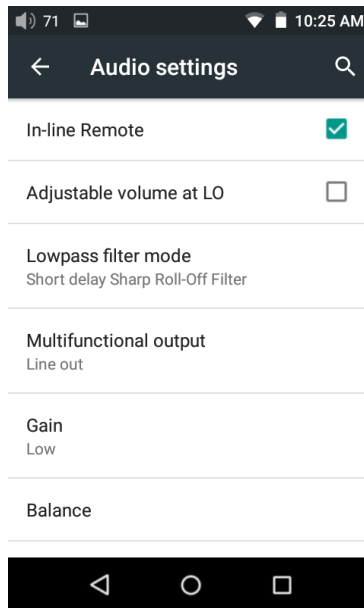 71
10:25 AM
Audio settings
In-line Remote
Adjustable volume at LO
Lowpass filter mode
Short delay Sharp Roll-Off Filter
Multifunctional output
Line out
Gain
Low
Balance